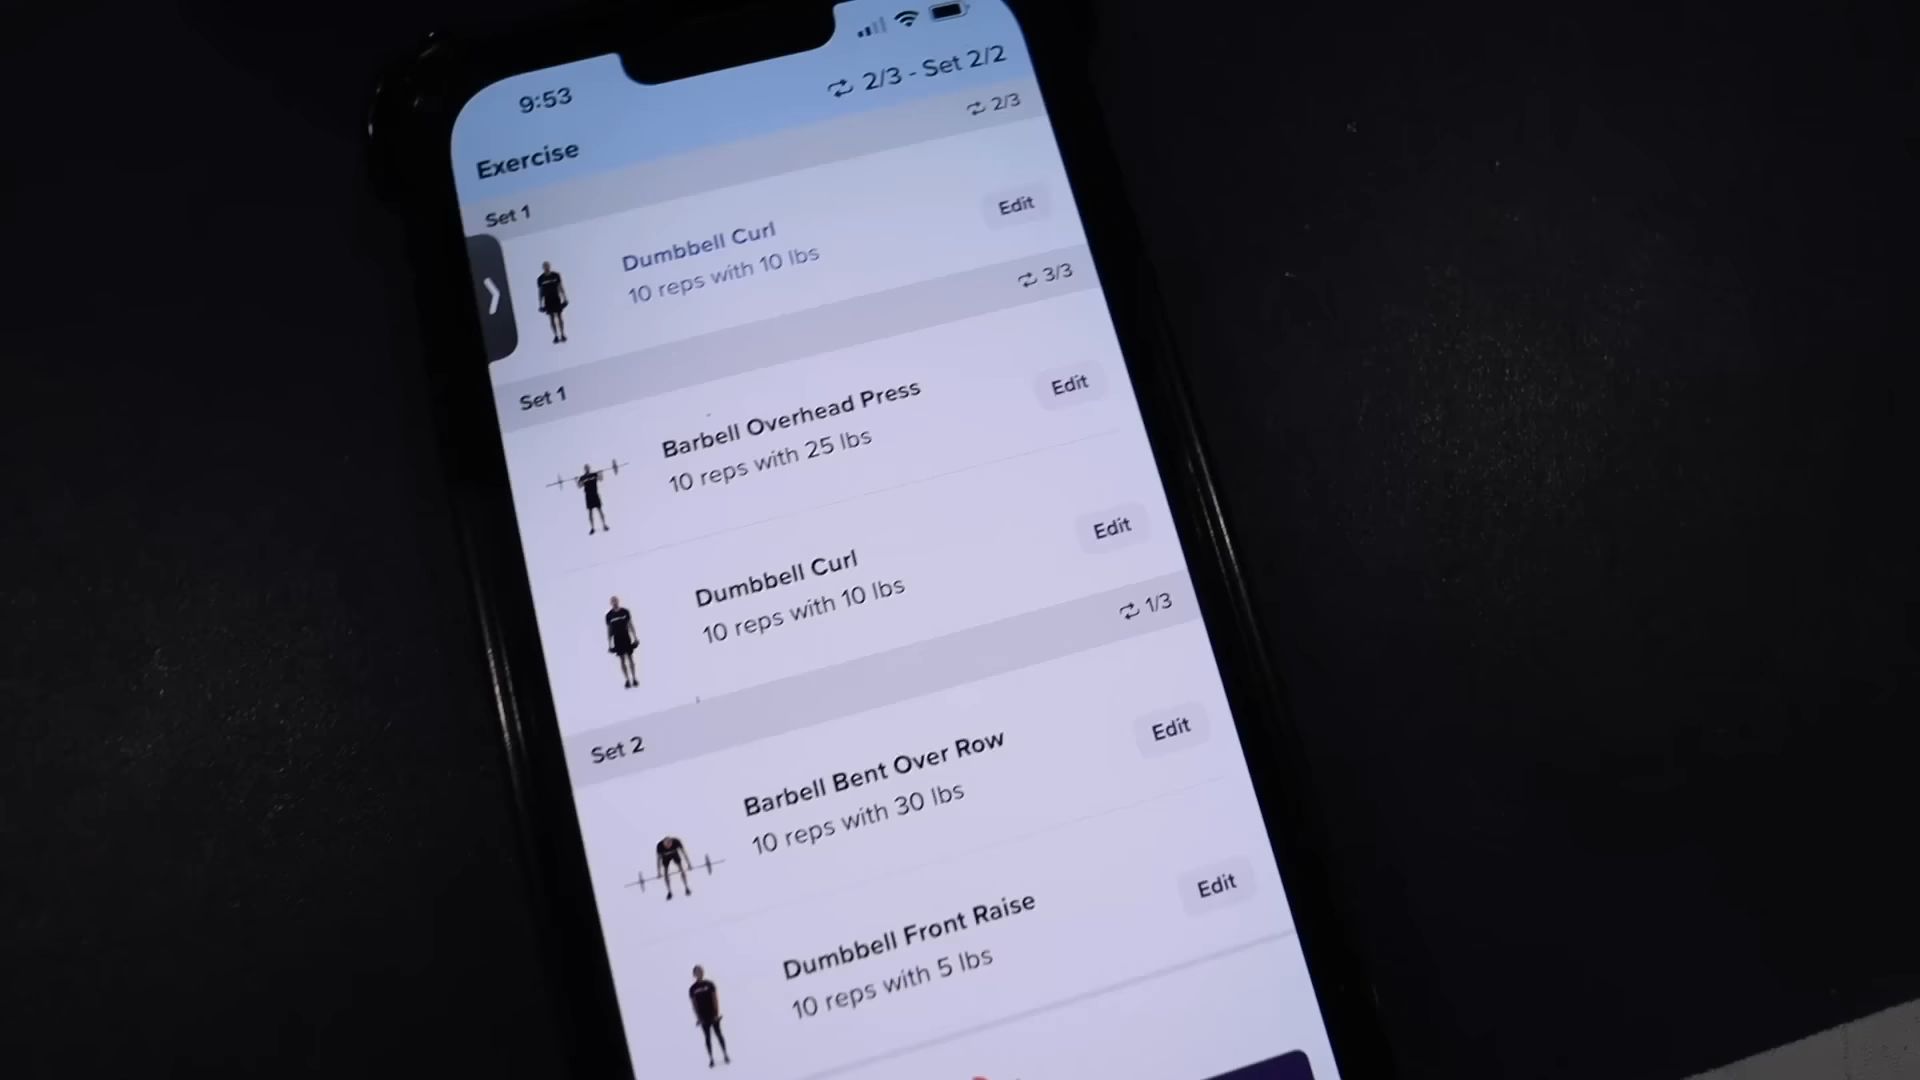 9:53
2/3 - Set 2/2
Exercise
2/3
Set 1
Dumbbell Curl
10 reps with 10 lbs
Edit
3/3
Set 1
Barbell Overhead Press
10 reps with 25 lbs
Edit
Dumbbell Curl
10 reps with 10 lbs
Edit
1/3
Set 2
Barbell Bent Over Row
10 reps with 30 lbs
Edit
Dumbbell Front Raise
10 reps with 5 lbs
Edit